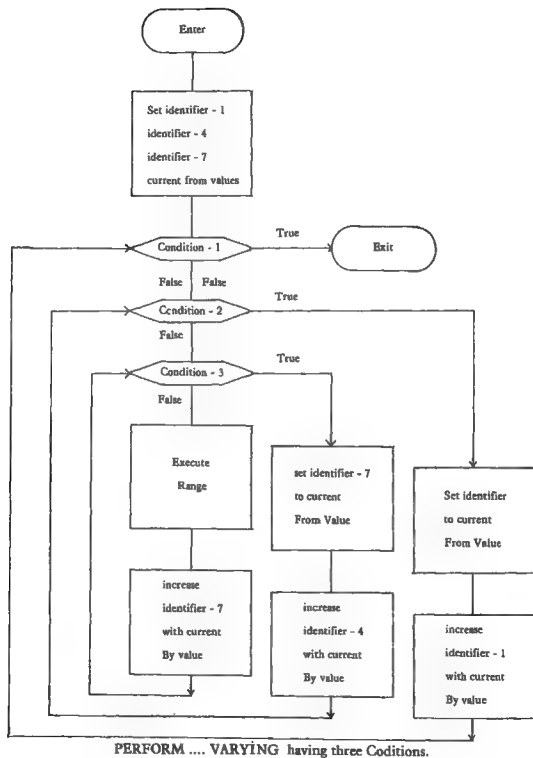 Enter
Set identifier - 1
identifier - 4
identifier - 7
current from values
Condition - 1
True
Exit
False False
Condition - 2
True
False
Condition - 3
True
False
Execute
Range
set identifier - 7
to current
From Value
Set identifier
to current
From Value
increase
identifier - 7
with current
By value
increase
identifier - 4
with current
By value
increase
identifier - 1
with current
By value
PERFORM .... VARYİNG having three Coditions.